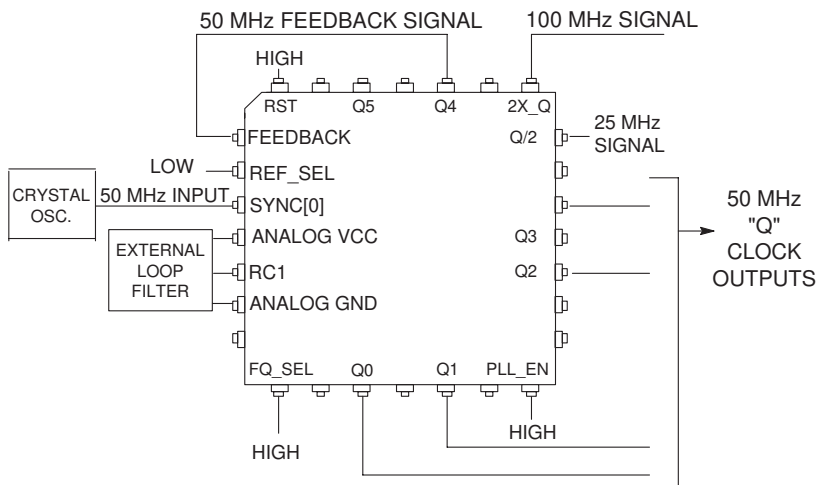 50 MHz FEEDBACK SIGNAL
100 MHz SIGNAL
HIGH
RST
Q5
Q4
2X_Q
FEEDBACK
Q/2
25 MHz
SIGNAL
LOW
REF_SEL
CRYSTAL
OSC.
50 MHz INPUT
SYNC[0]
50 MHz
"Q"
CLOCK
OUTPUTS
ANALOG VCC
Q3
EXTERNAL
LOOP
FILTER
RC1
Q2
ANALOG GND
FQ_SEL
Q0
Q1
PLL_EN
HIGH
HIGH